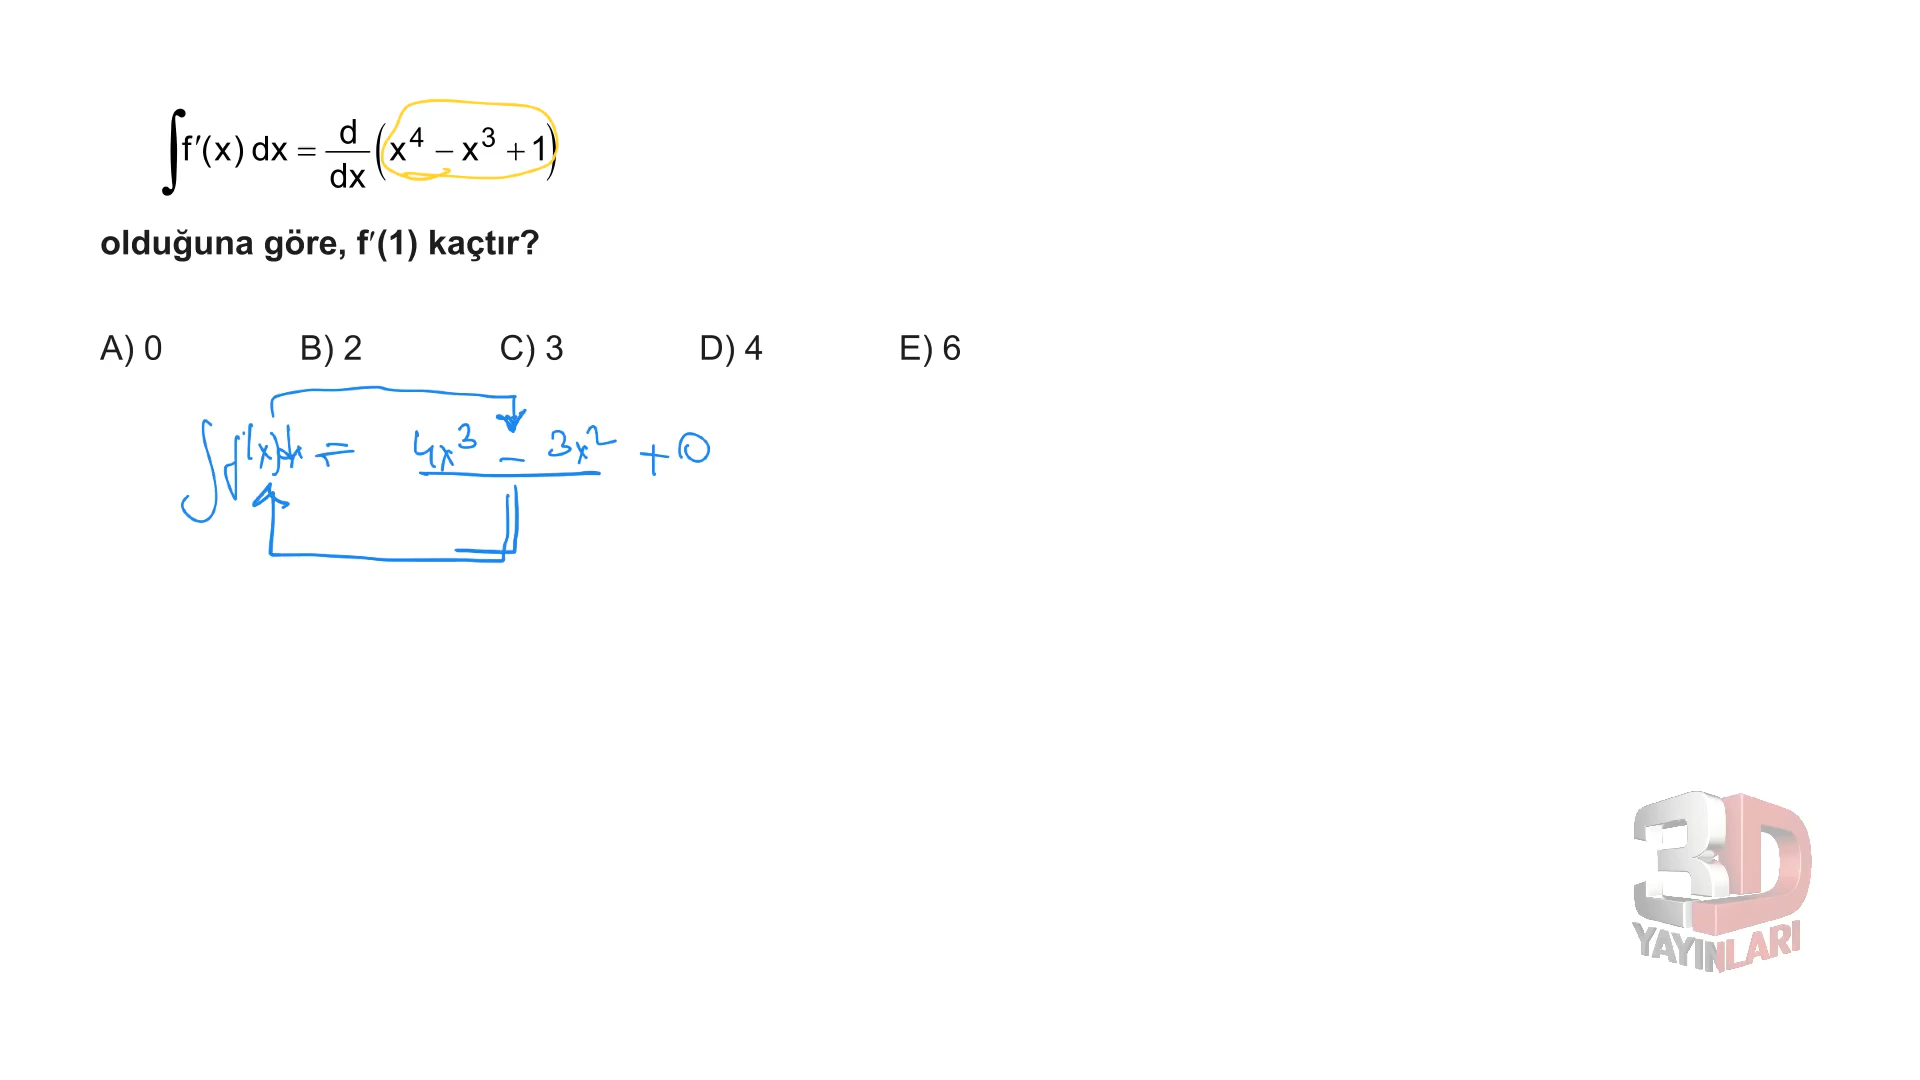 ∫f′(x) dx = d/dx (x⁴ − x³ + 1)
olduğuna göre, f′(1) kaçtır?
A) 0 B) 2 C) 3 D) 4 E) 6
∫f'(x)dx = 4x³ − 3x² + 0
3D
YAYINLARI